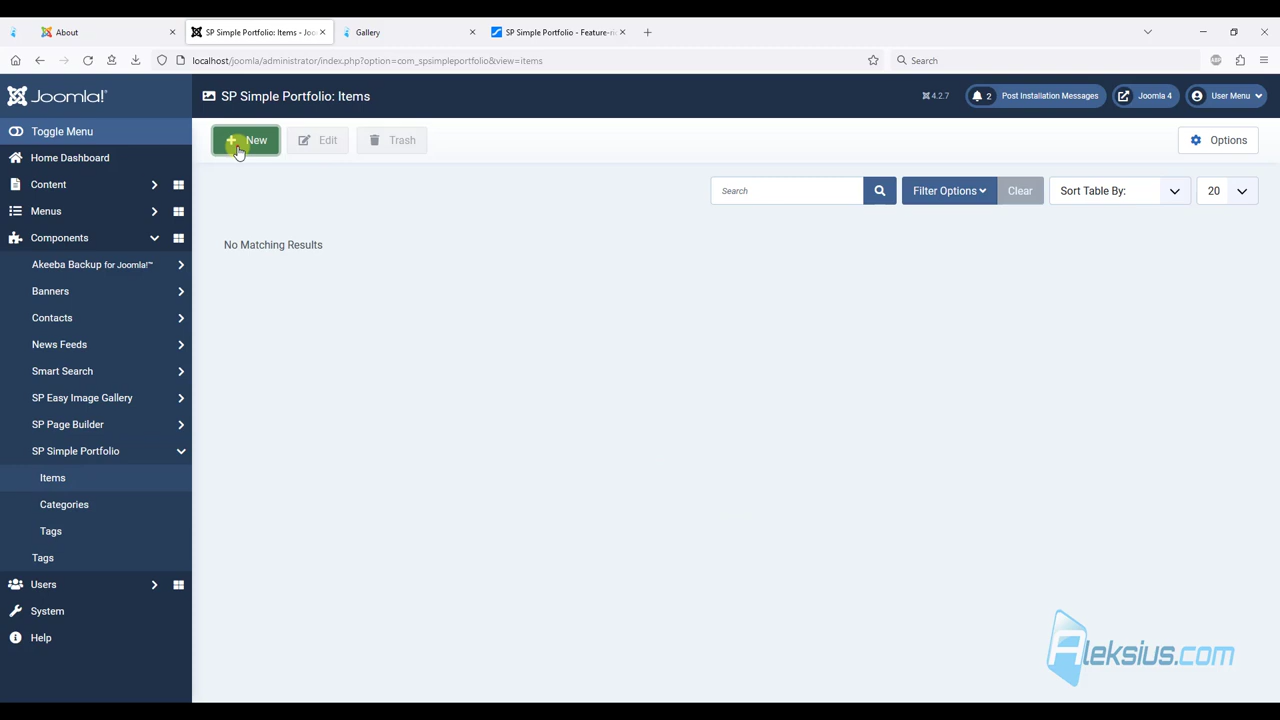 About
SP Simple Portfolio: Items - Joo
Gallery
SP Simple Portfolio - Feature-
localhost/joomla/administrator/index.php?option=com_spsimpleportfolio&view=items
Search
Joomla!®
SP Simple Portfolio: Items
4.2.7
2
Post Installation Messages
Joomla 4
User Menu
Toggle Menu
New
Edit
Trash
Options
Home Dashboard
Content
Menus
Components
Akeeba Backup for Joomla!™
Banners
Contacts
News Feeds
Smart Search
SP Easy Image Gallery
SP Page Builder
SP Simple Portfolio
Items
Categories
Tags
Tags
Users
System
Help
Search
Filter Options
Clear
Sort Table By:
20
No Matching Results
Aleksius.com